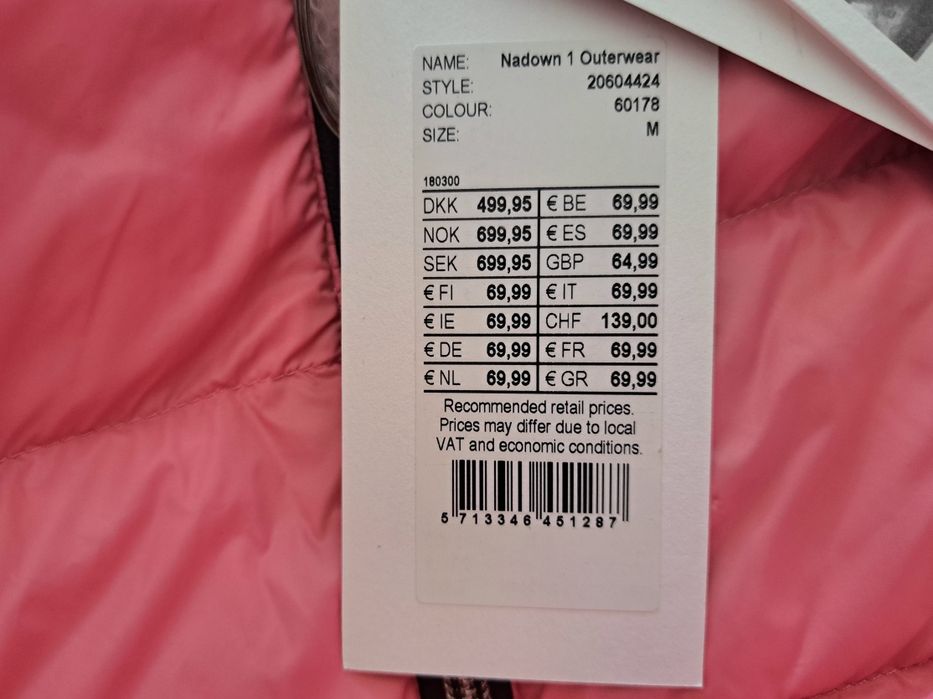 NAME: Nadown 1 Outerwear
STYLE: 20604424
COLOUR: 60178
SIZE: M
180300
DKK 499,95 € BE 69,99
NOK 699,95 € ES 69,99
SEK 699,95 GBP 64,99
€ FI 69,99 € IT 69,99
€ IE 69,99 CHF 139,00
€ DE 69,99 € FR 69,99
€ NL 69,99 € GR 69,99
Recommended retail prices.
Prices may differ due to local
VAT and economic conditions.
5 713346 451287